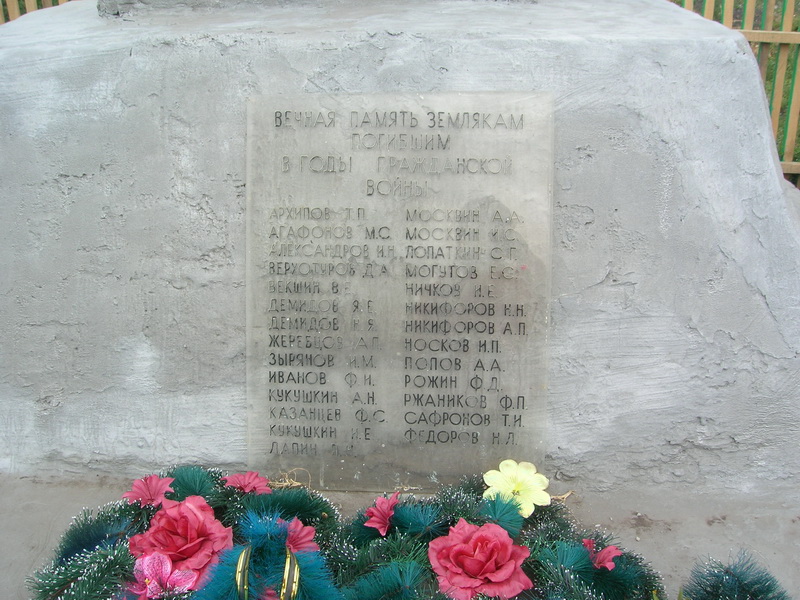 ВЕЧНАЯ ПАМЯТЬ ЗЕМЛЯКАМ
ПОГИБШИМ
В ГОДЫ ГРАЖДАНСКОЙ
ВОЙНЫ
АРХИПОВ Т.П.
АГАФОНОВ М.С.
АЛЕКСАНДРОВ И.Н.
ВЕРХОТУРОВ Д.А.
ВЕКШИН
ДЕМИДОВ Я.Е.
ДЕМИДОВ
ЖЕРЕБЦОВ
ЗЫРЯНОВ И.М.
ИВАНОВ Ф.И.
КУКУШКИН А.Н.
КАЗАНЦЕВ Ф.С.
КУКУШКИН И.Е.
ЛАПИН
МОСКВИН А.А.
МОСКВИН И.С.
ЛОПАТКИН С.Г.
МОГУТОВ Е.С.
НИЧКОВ И.Е.
НИКИФОРОВ Н.Н.
НИКИФОРОВ А.П.
НОСКОВ И.П.
ПОПОВ А.А.
РОЖИН Ф.Д.
РЖАНИКОВ Ф.П.
САФРОНОВ Т.И.
ФЕДОРОВ Н.Л.